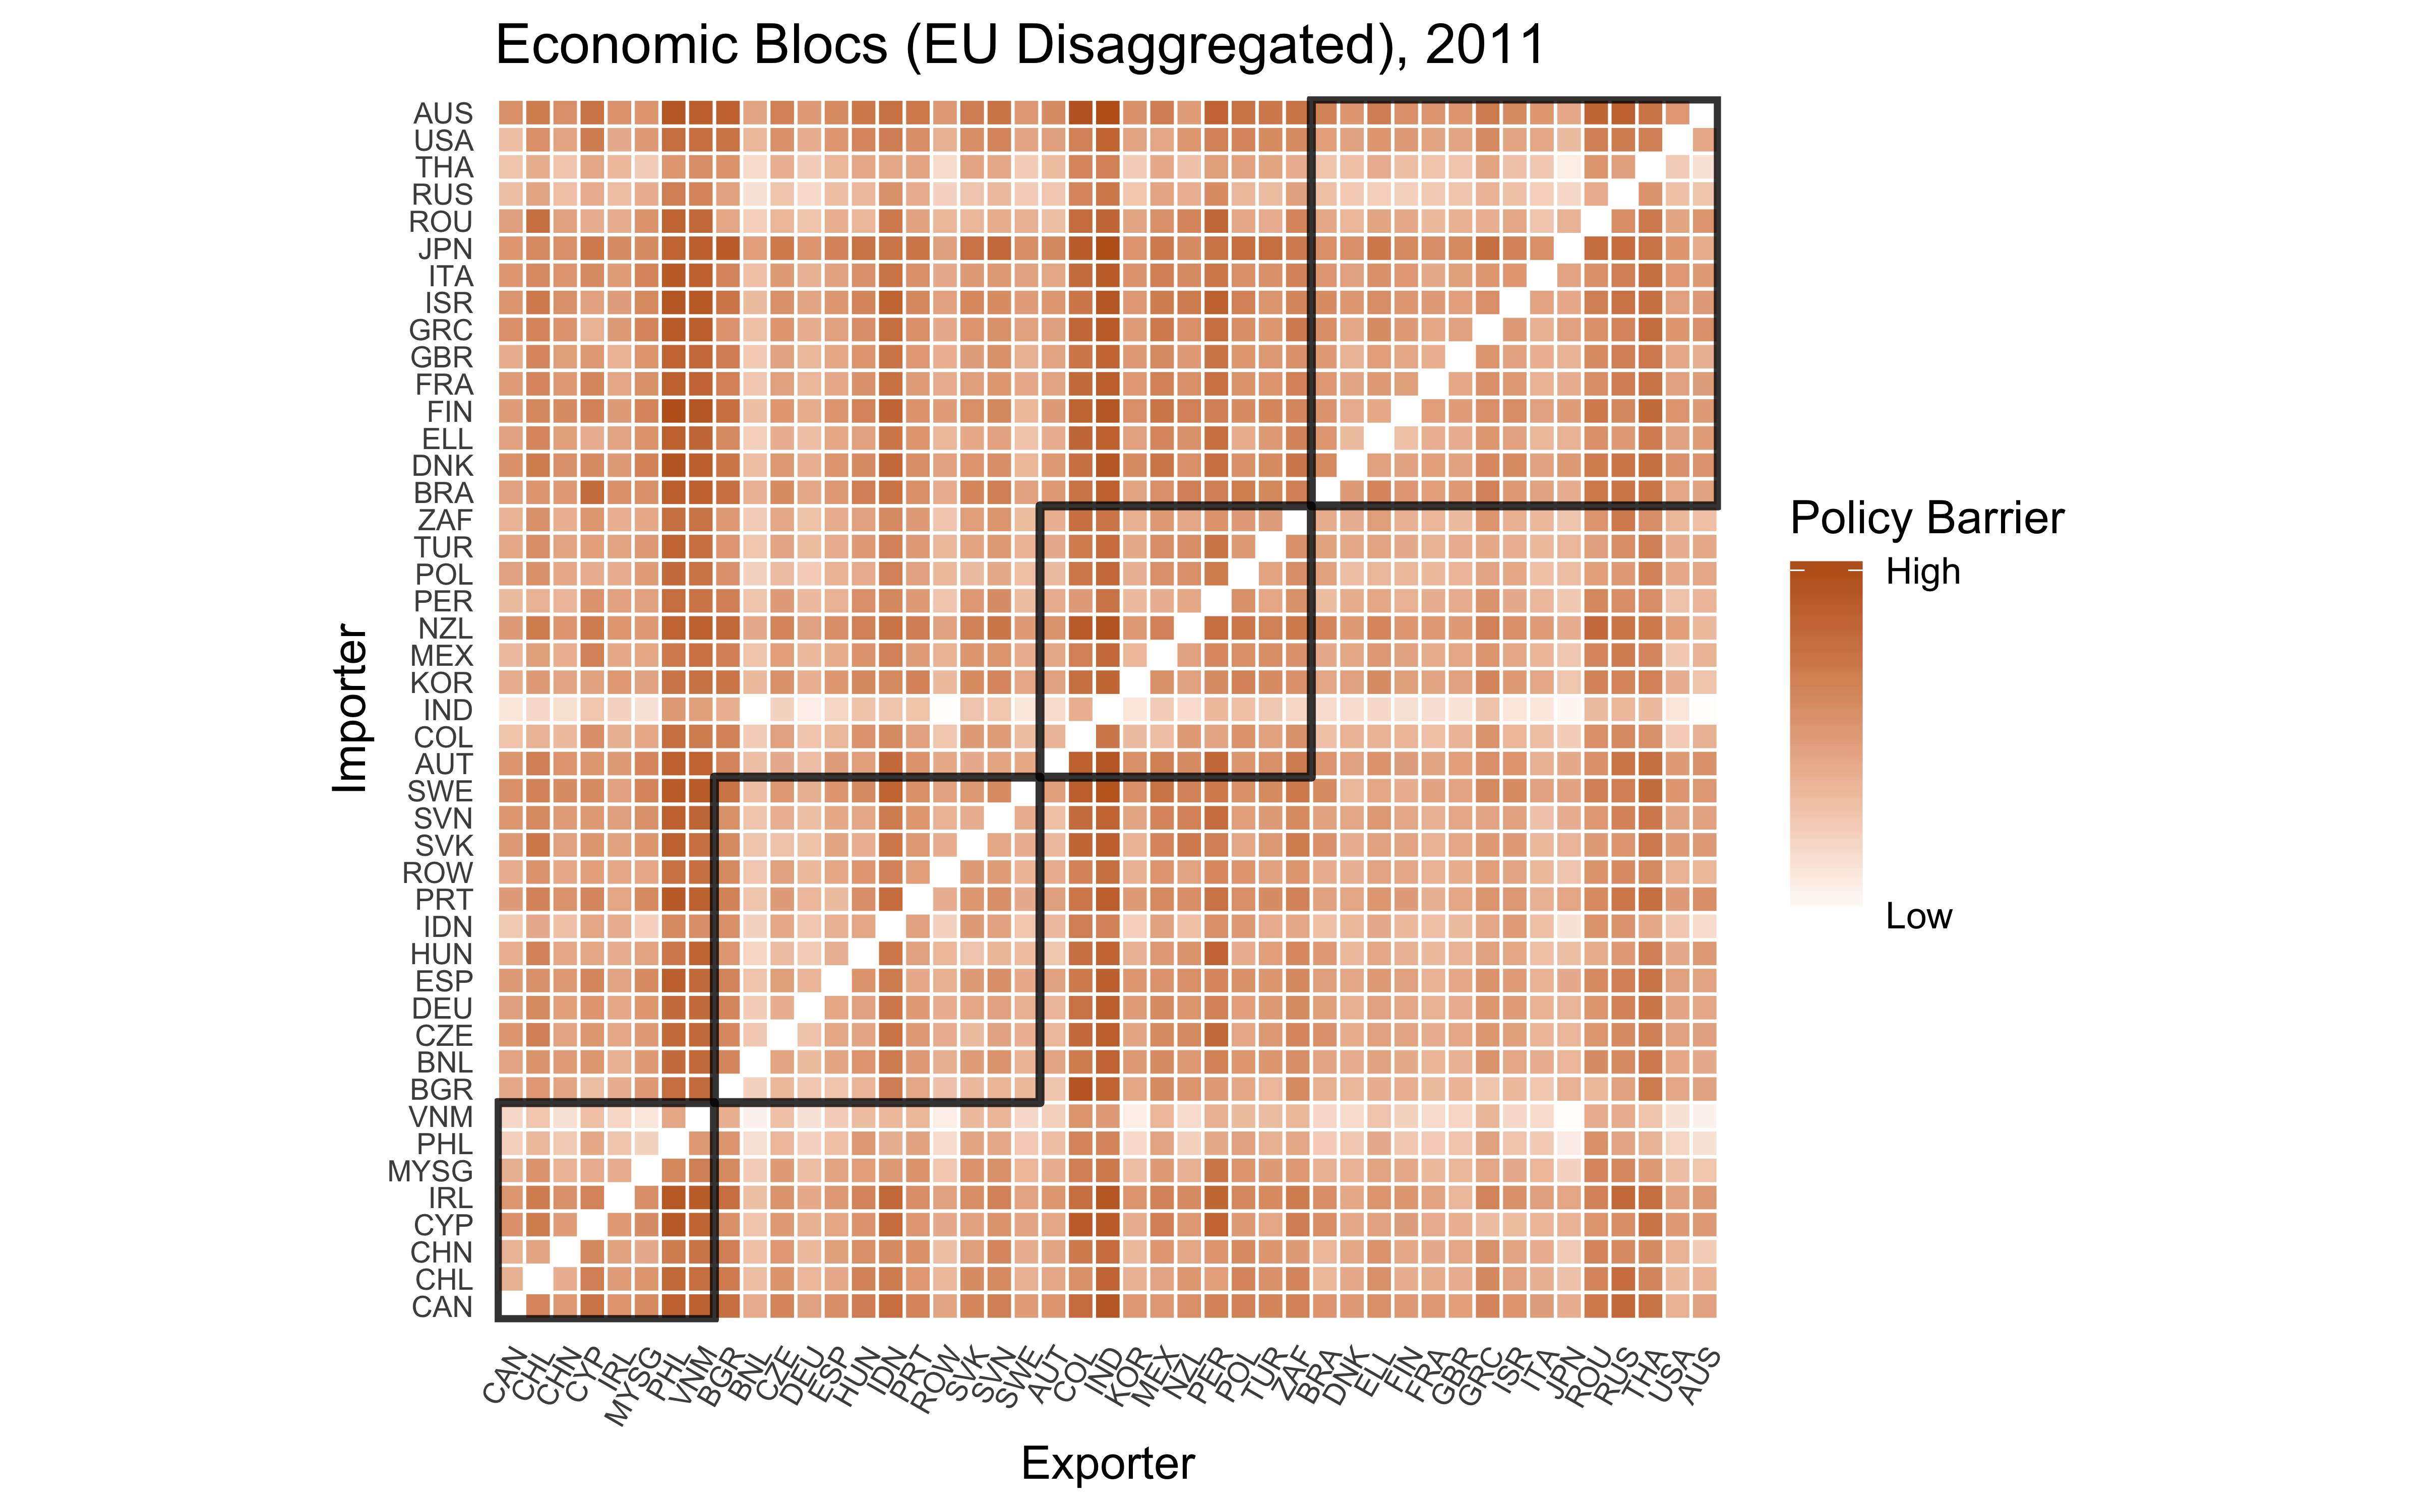 Economic Blocs (EU Disaggregated), 2011
AUS
USA
THA
RUS
ROU
JPN
ITA
ISR
GRC
GBR
FRA
FIN
ELL
DNK
BRA
ZAF
TUR
POL
PER
NZL
MEX
KOR
IND
COL
AUT
SWE
SVN
SVK
ROW
PRT
IDN
HUN
ESP
DEU
CZE
BNL
BGR
VNM
PHL
MYSG
IRL
CYP
CHN
CHL
CAN
Importer
CAN
CHL
CHN
CYP
IRL
MYSG
PHL
VNM
BGR
BNL
CZE
DEU
ESP
HUN
IDN
PRT
ROW
SVK
SVN
SWE
AUT
COL
IND
KOR
MEX
NZL
PER
POL
TUR
ZAF
BRA
DNK
ELL
FIN
FRA
GBR
GRC
ISR
ITA
JPN
ROU
RUS
THA
USA
AUS
Exporter
Policy Barrier
High
Low